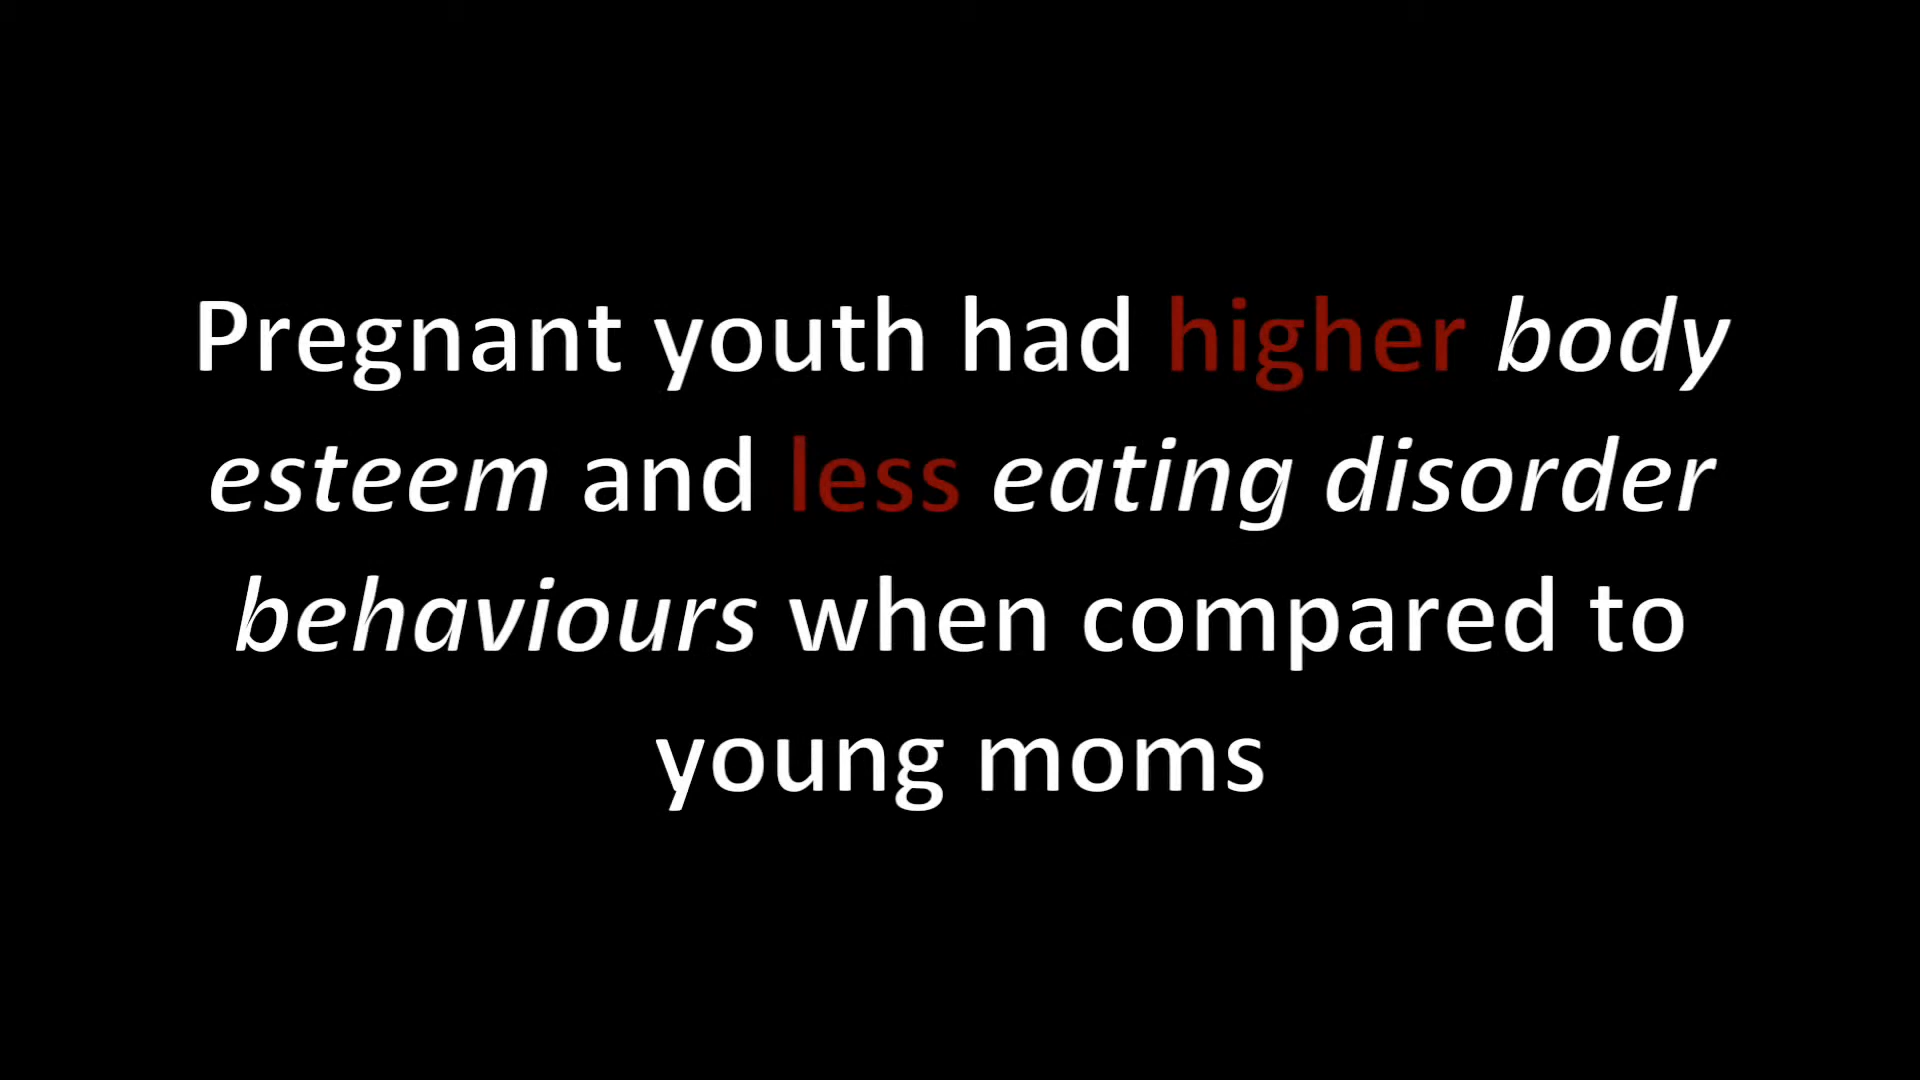 Pregnant youth had higher body
esteem and less eating disorder
behaviours when compared to
young moms